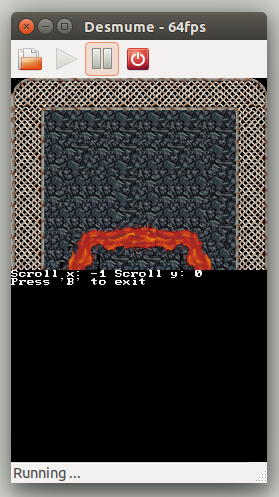 Desmume - 64fps
Scroll x: -1 Scroll y: 0
Press 'B' to exit
Running ...